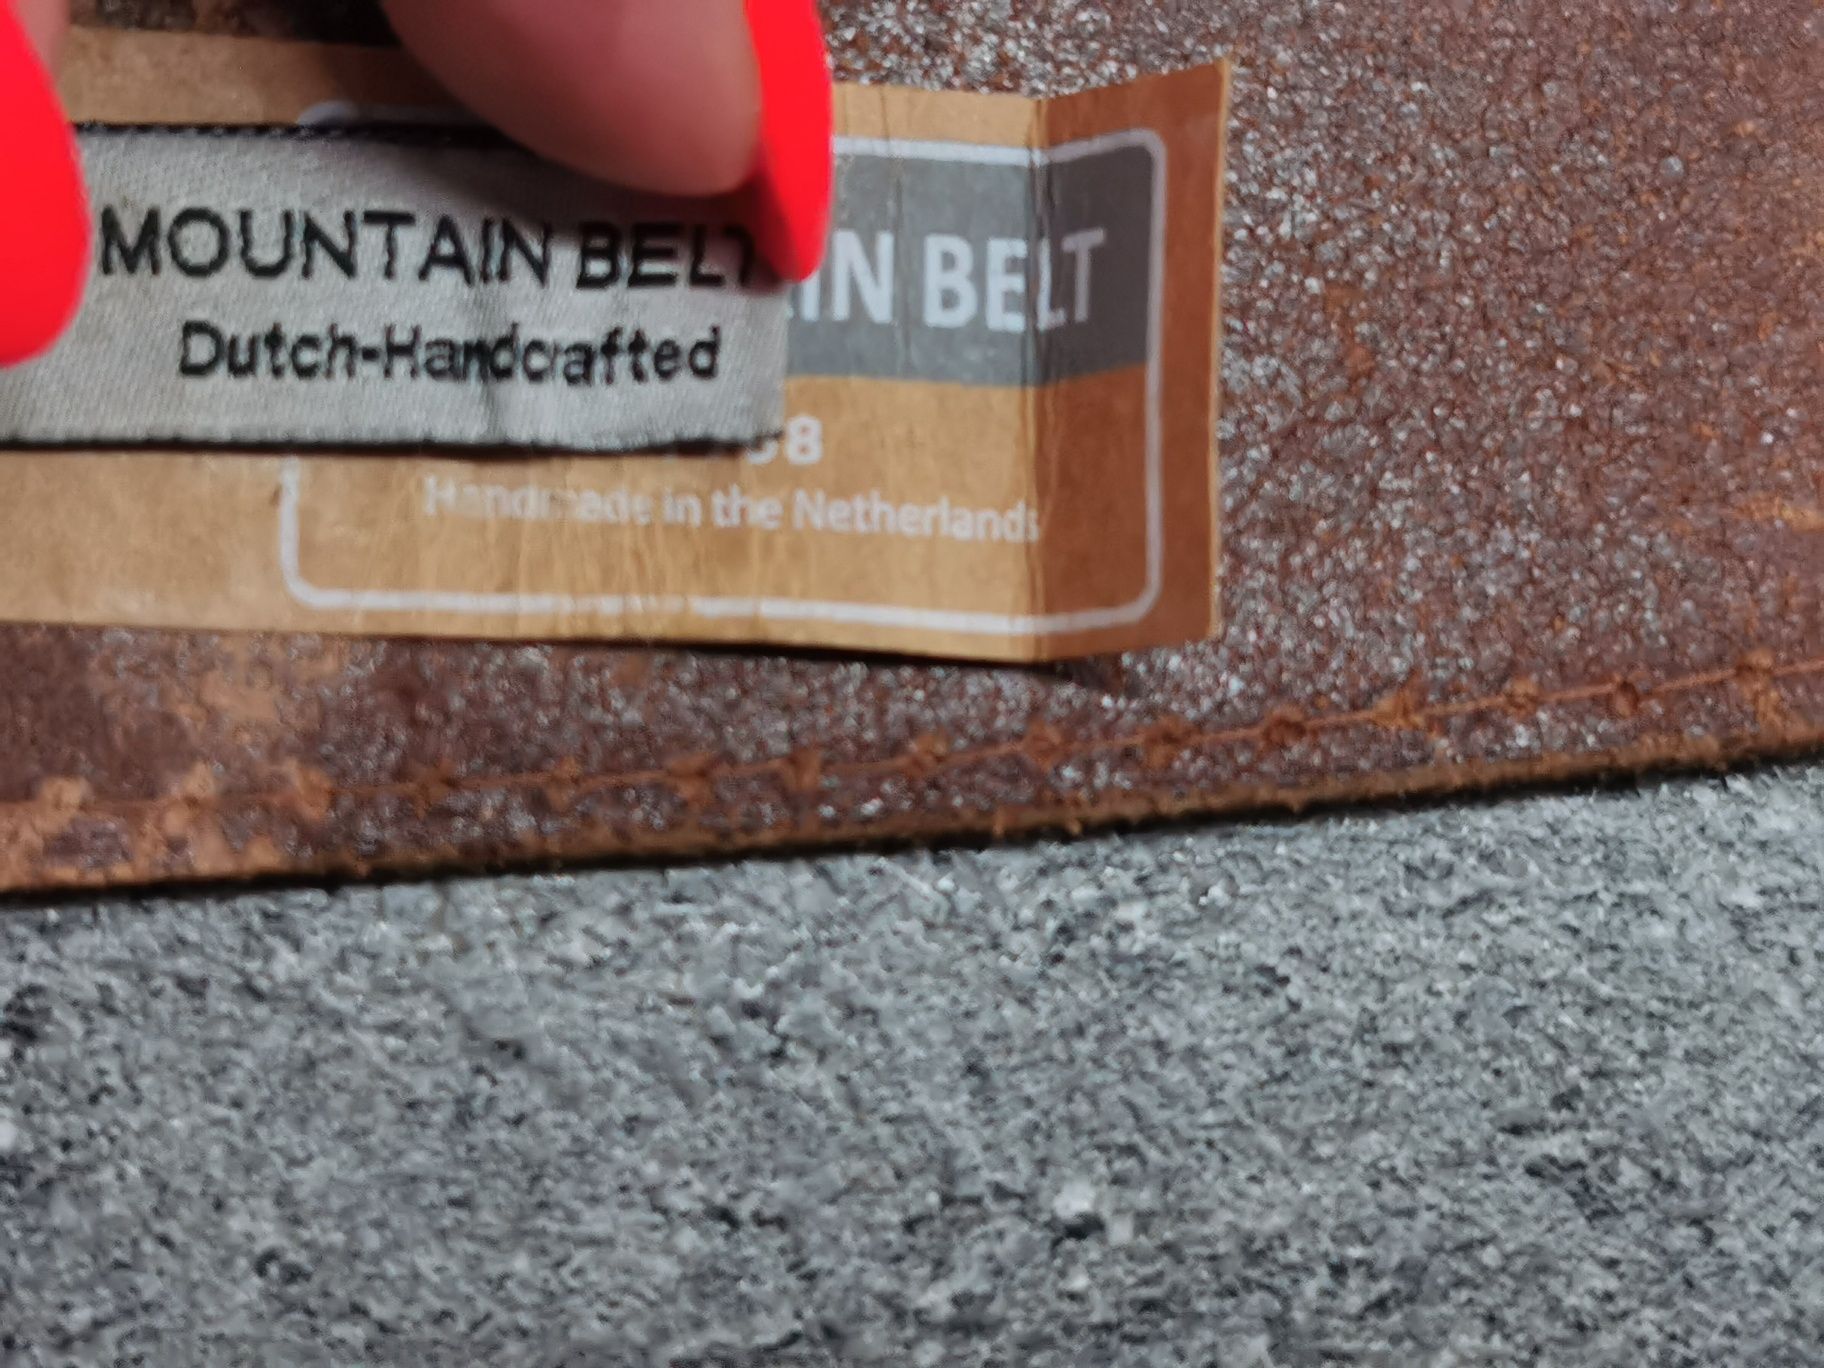 MOUNTAIN BELT
Dutch-Handcrafted
IN BELT
8
Handmade in the Netherlands